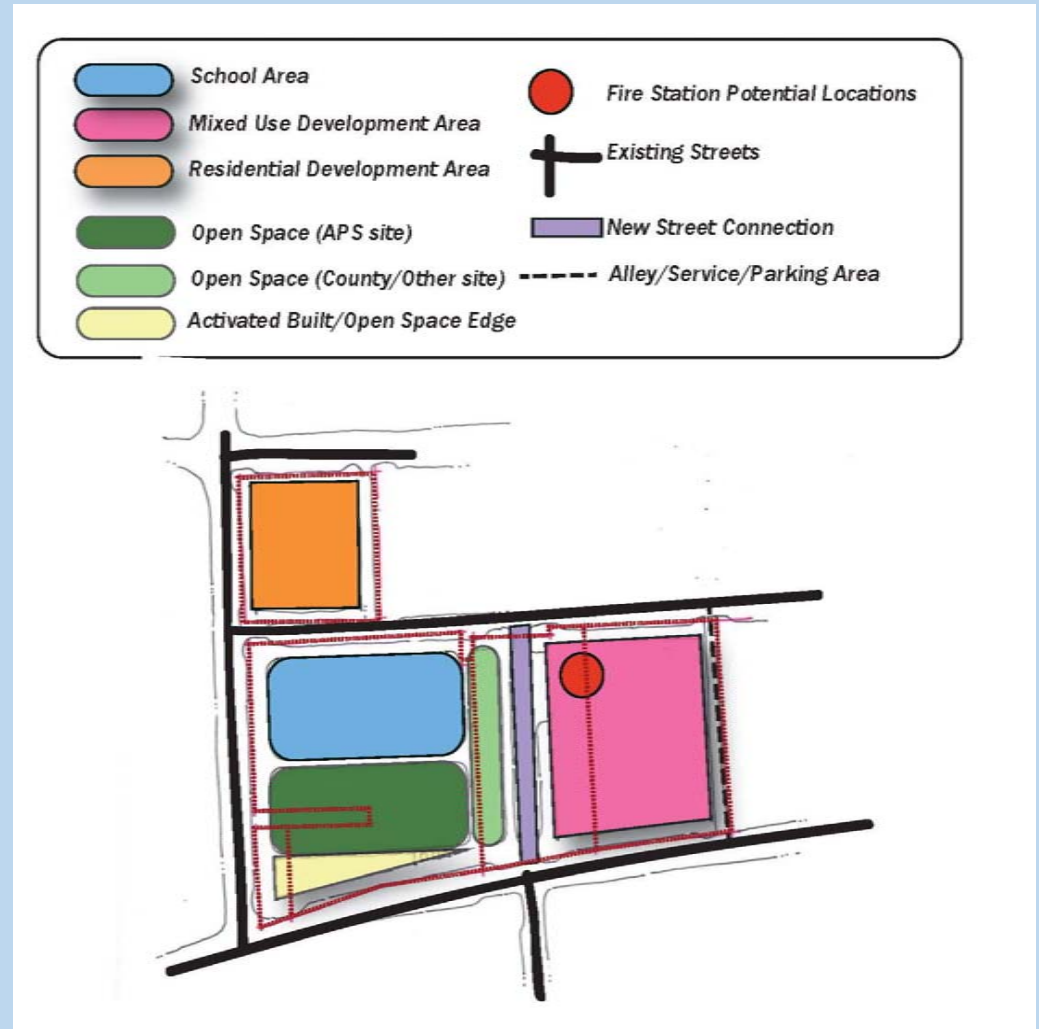 School Area
Mixed Use Development Area
Residential Development Area
Open Space (APS site)
Open Space (County/Other site)
Activated Built/Open Space Edge
Fire Station Potential Locations
Existing Streets
New Street Connection
Alley/Service/Parking Area